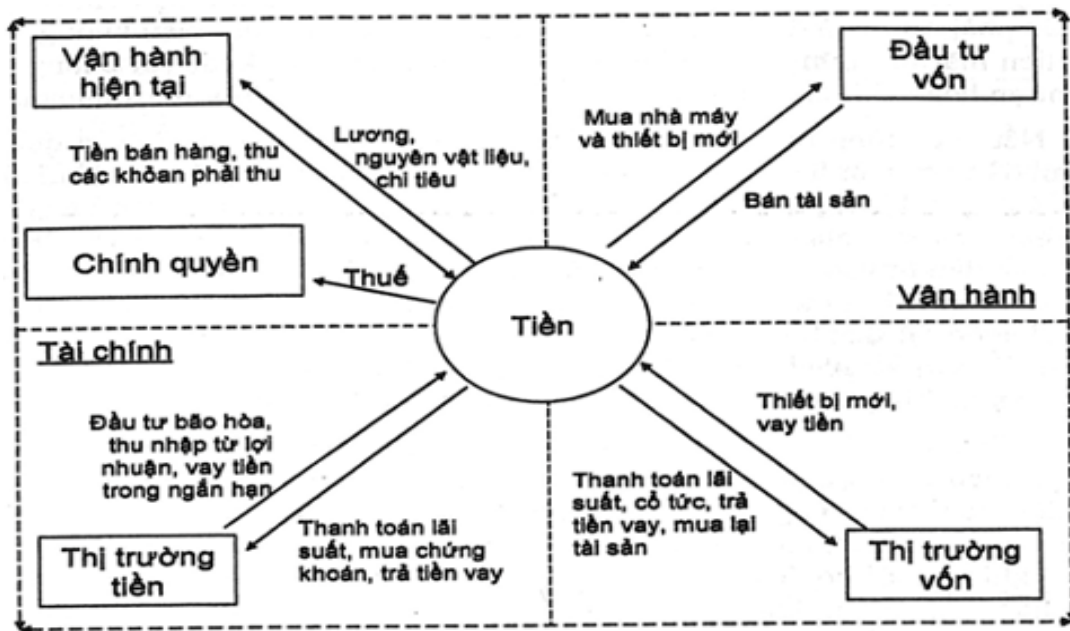 Vận hành
hiện tại
Đầu tư
vốn
Mua nhà máy
và thiết bị mới
Lương,
nguyên vật liệu,
chi tiêu
Tiền bán hàng, thu
các khỏan phải thu
Bán tài sản
Chính quyền
Thuế
Tiền
Vận hành
Tài chính
Đầu tư bão hòa,
thu nhập từ lợi
nhuận, vay tiền
trong ngắn hạn
Thiết bị mới,
vay tiền
Thanh toán lãi
suất, cổ tức, trả
tiền vay, mua lại
tài sản
Thanh toán lãi
suất, mua chứng
khoán, trả tiền vay
Thị trường
tiền
Thị trường
vốn